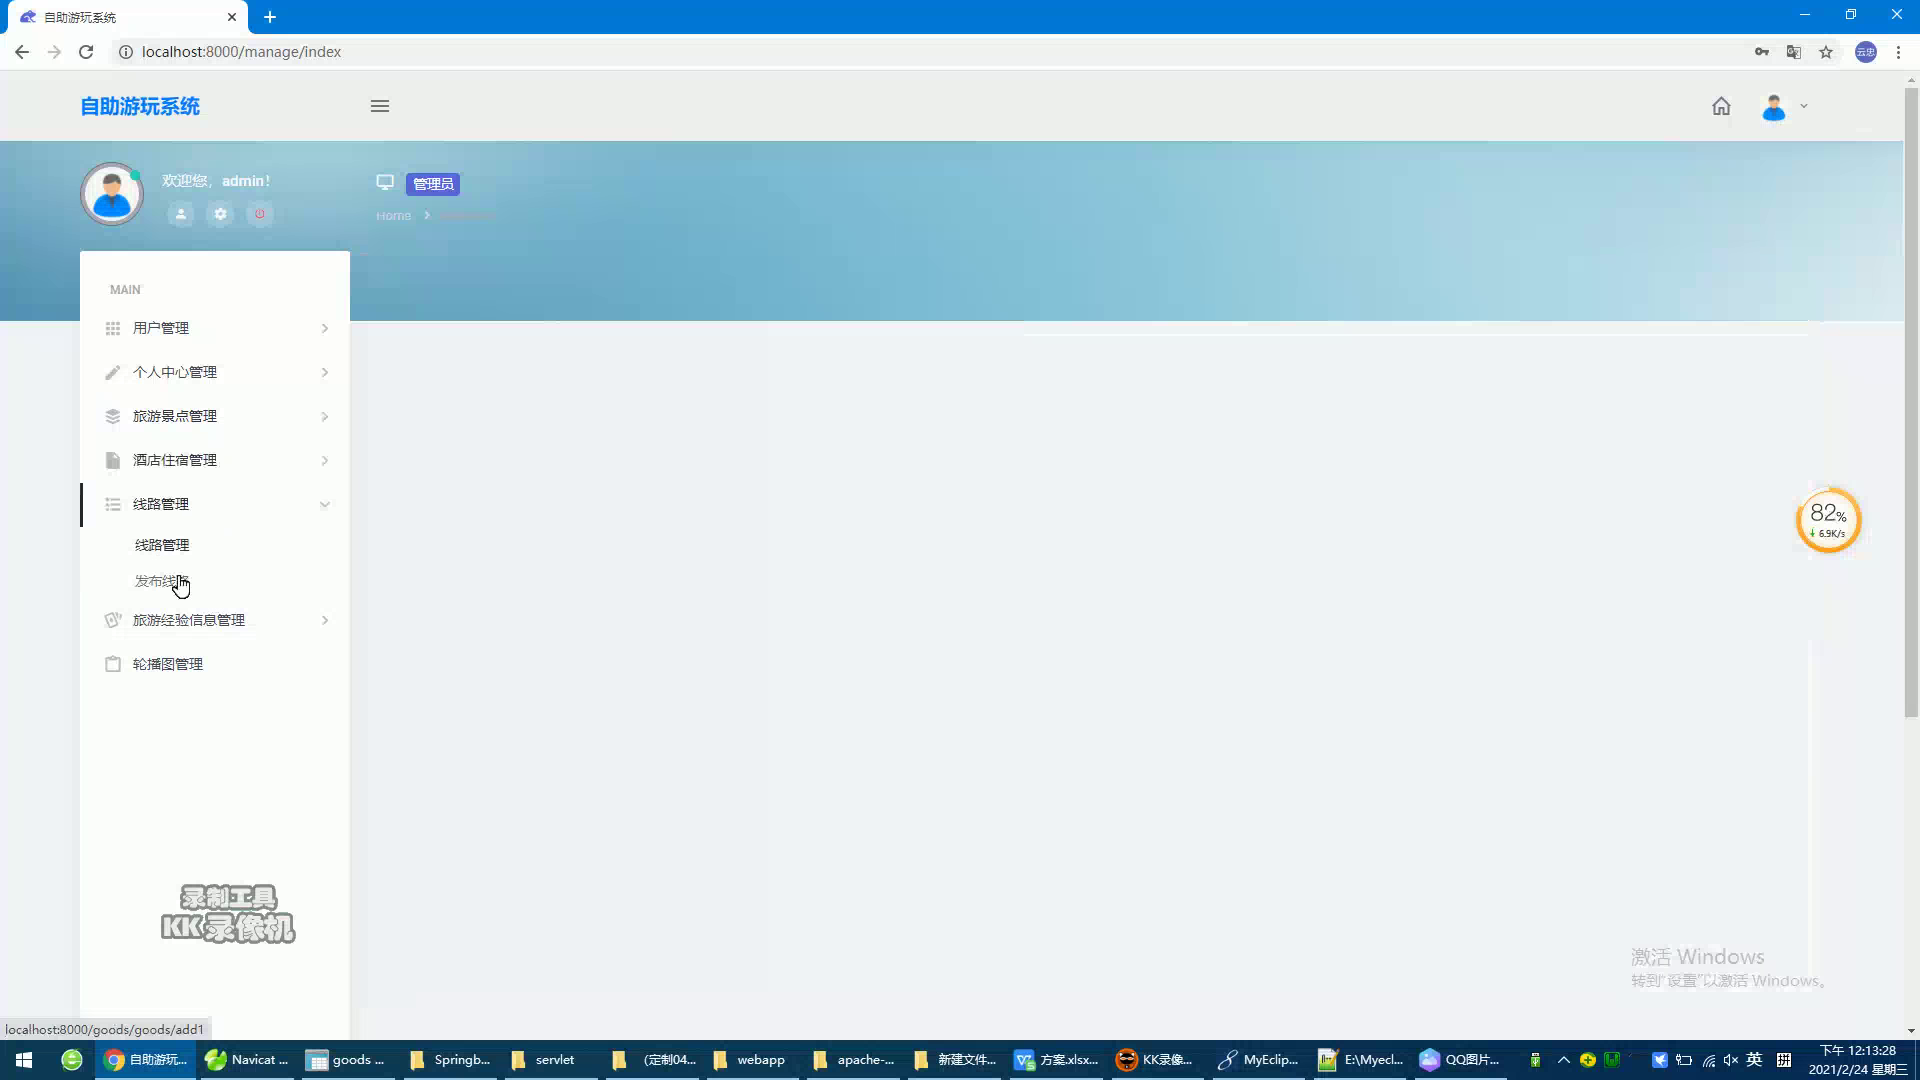 自助游玩系统
localhost:8000/manage/index
云忠
自助游玩系统
欢迎您，admin！
管理员
Home
MAIN
用户管理
个人中心管理
旅游景点管理
酒店住宿管理
线路管理
线路管理
发布线
旅游经验信息管理
轮播图管理
82%
6.9K/s
录制工具
KK录像机
激活 Windows
转到“设置”以激活 Windows。
localhost:8000/goods/goods/add1
自助游玩...
Navicat ...
goods ...
Springb...
servlet
(定制04...
webapp
apache-...
新建文件...
方案.xlsx...
KK录像...
MyEclip...
E:\Myecl...
QQ图片...
英
拼
下午 12:13:28
2021/2/24 星期三